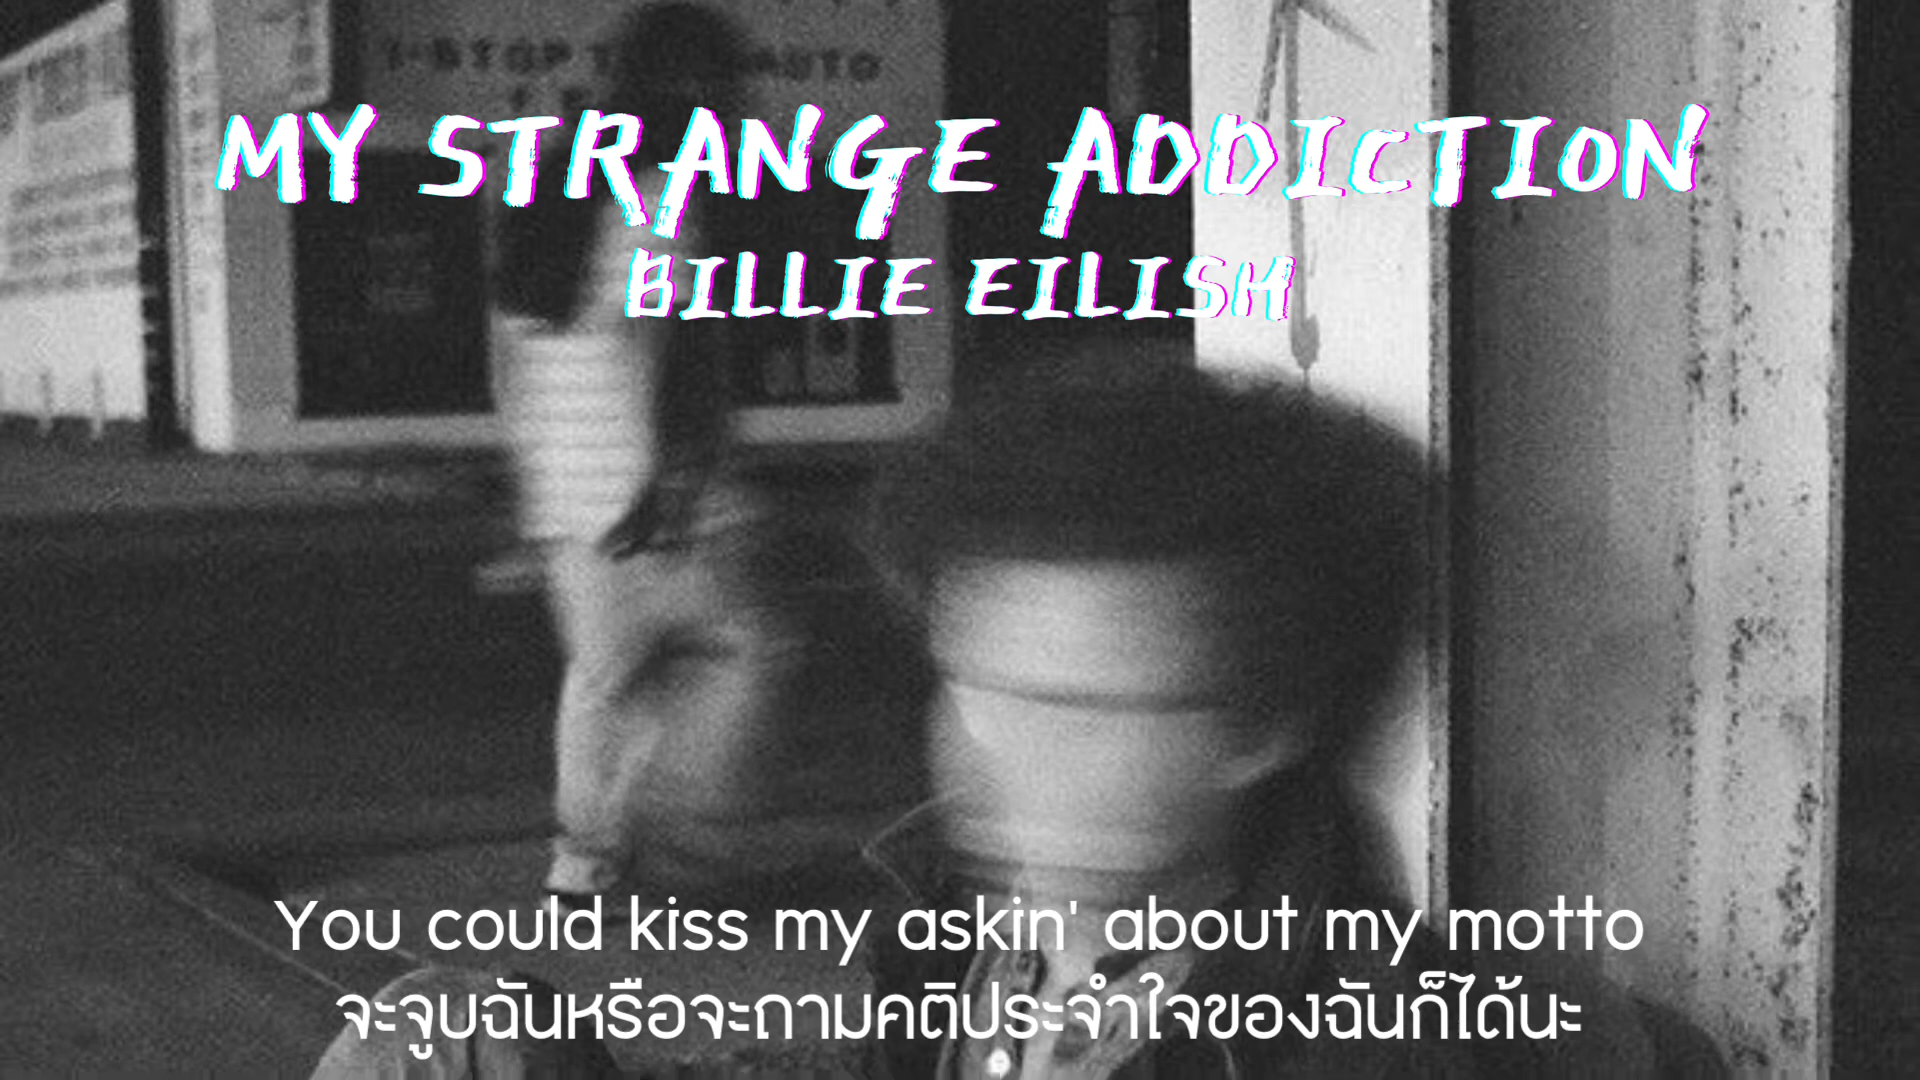 MY STRANGE ADDICTION
BILLIE EILISH
You could kiss my askin' about my motto
จะจูบฉันหรือจะถามคติประจำใจของฉันก็ได้นะ